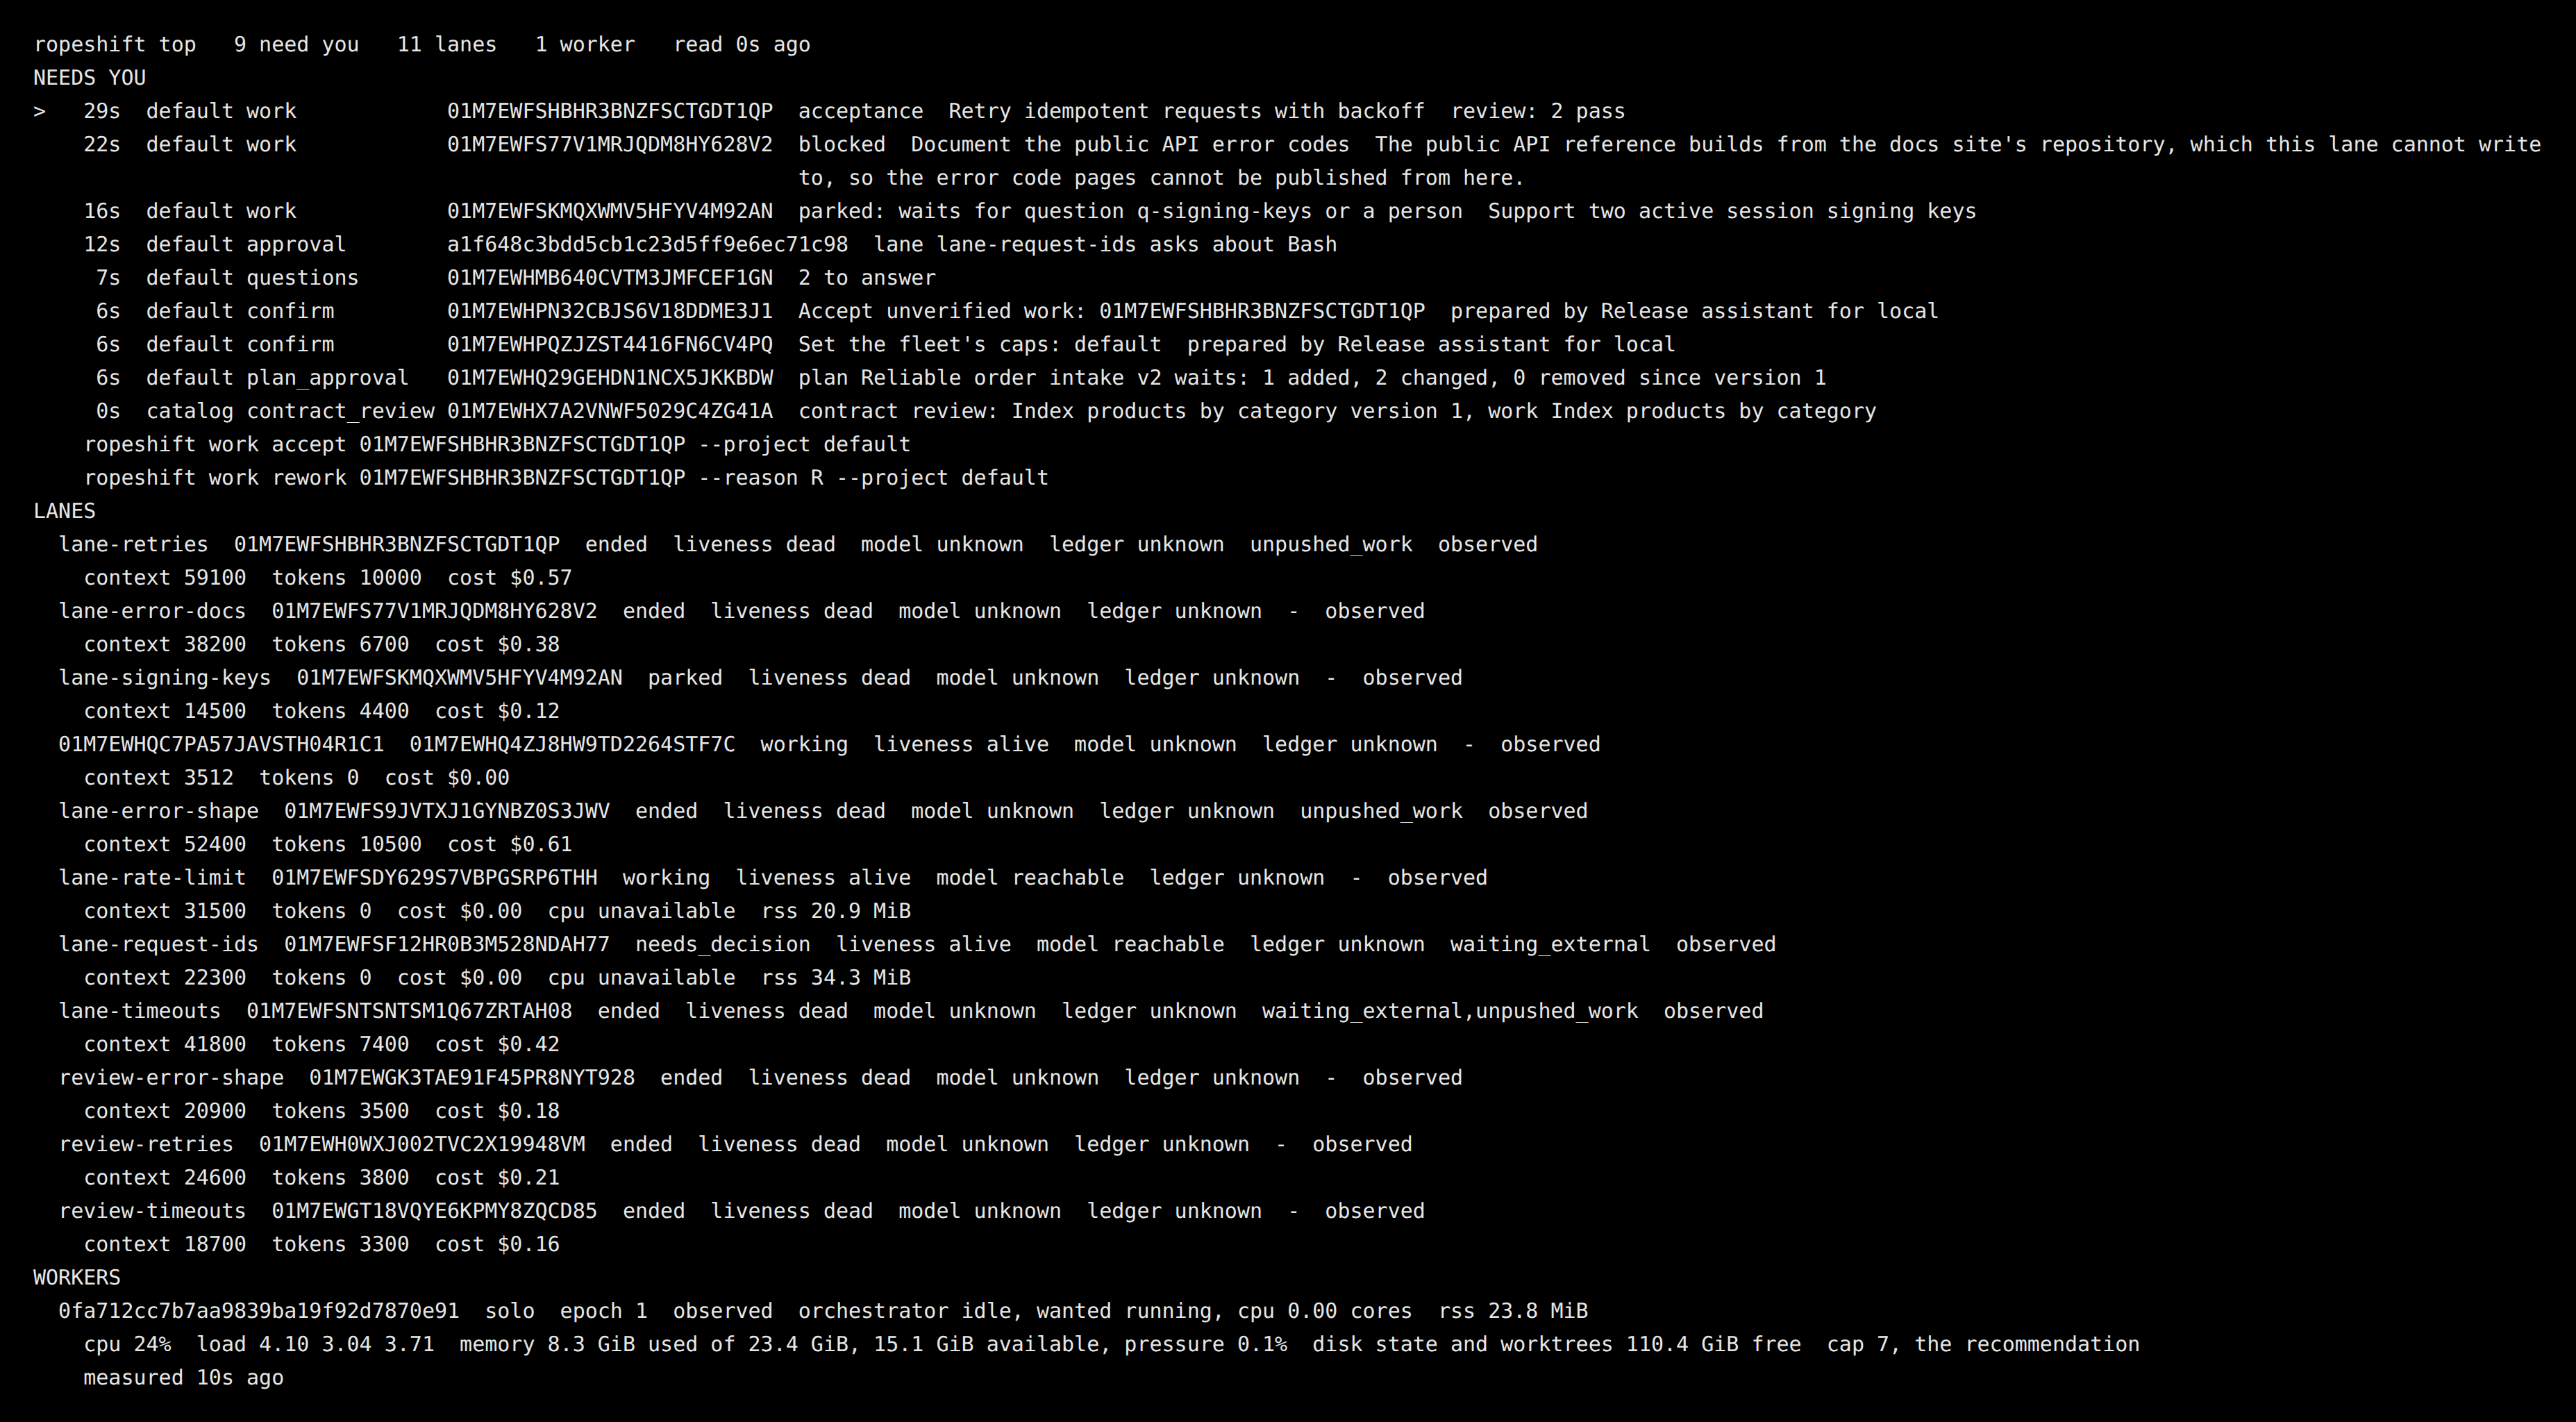 ropeshift top   9 need you   11 lanes   1 worker   read 0s ago
NEEDS YOU
>   29s  default work            01M7EWFSHBHR3BNZFSCTGDT1QP  acceptance  Retry idempotent requests with backoff  review: 2 pass
    22s  default work            01M7EWFS77V1MRJQDM8HY628V2  blocked  Document the public API error codes  The public API reference builds from the docs site's repository, which this lane cannot write
                                                             to, so the error code pages cannot be published from here.
    16s  default work            01M7EWFSKMQXWMV5HFYV4M92AN  parked: waits for question q-signing-keys or a person  Support two active session signing keys
    12s  default approval        a1f648c3bdd5cb1c23d5ff9e6ec71c98  lane lane-request-ids asks about Bash
     7s  default questions       01M7EWHMB640CVTM3JMFCEF1GN  2 to answer
     6s  default confirm         01M7EWHPN32CBJS6V18DDME3J1  Accept unverified work: 01M7EWFSHBHR3BNZFSCTGDT1QP  prepared by Release assistant for local
     6s  default confirm         01M7EWHPQZJZST4416FN6CV4PQ  Set the fleet's caps: default  prepared by Release assistant for local
     6s  default plan_approval   01M7EWHQ29GEHDN1NCX5JKKBDW  plan Reliable order intake v2 waits: 1 added, 2 changed, 0 removed since version 1
     0s  catalog contract_review 01M7EWHX7A2VNWF5029C4ZG41A  contract review: Index products by category version 1, work Index products by category
    ropeshift work accept 01M7EWFSHBHR3BNZFSCTGDT1QP --project default
    ropeshift work rework 01M7EWFSHBHR3BNZFSCTGDT1QP --reason R --project default
LANES
  lane-retries  01M7EWFSHBHR3BNZFSCTGDT1QP  ended  liveness dead  model unknown  ledger unknown  unpushed_work  observed
    context 59100  tokens 10000  cost $0.57
  lane-error-docs  01M7EWFS77V1MRJQDM8HY628V2  ended  liveness dead  model unknown  ledger unknown  -  observed
    context 38200  tokens 6700  cost $0.38
  lane-signing-keys  01M7EWFSKMQXWMV5HFYV4M92AN  parked  liveness dead  model unknown  ledger unknown  -  observed
    context 14500  tokens 4400  cost $0.12
  01M7EWHQC7PA57JAVSTH04R1C1  01M7EWHQ4ZJ8HW9TD2264STF7C  working  liveness alive  model unknown  ledger unknown  -  observed
    context 3512  tokens 0  cost $0.00
  lane-error-shape  01M7EWFS9JVTXJ1GYNBZ0S3JWV  ended  liveness dead  model unknown  ledger unknown  unpushed_work  observed
    context 52400  tokens 10500  cost $0.61
  lane-rate-limit  01M7EWFSDY629S7VBPGSRP6THH  working  liveness alive  model reachable  ledger unknown  -  observed
    context 31500  tokens 0  cost $0.00  cpu unavailable  rss 20.9 MiB
  lane-request-ids  01M7EWFSF12HR0B3M528NDAH77  needs_decision  liveness alive  model reachable  ledger unknown  waiting_external  observed
    context 22300  tokens 0  cost $0.00  cpu unavailable  rss 34.3 MiB
  lane-timeouts  01M7EWFSNTSNTSM1Q67ZRTAH08  ended  liveness dead  model unknown  ledger unknown  waiting_external,unpushed_work  observed
    context 41800  tokens 7400  cost $0.42
  review-error-shape  01M7EWGK3TAE91F45PR8NYT928  ended  liveness dead  model unknown  ledger unknown  -  observed
    context 20900  tokens 3500  cost $0.18
  review-retries  01M7EWH0WXJ002TVC2X19948VM  ended  liveness dead  model unknown  ledger unknown  -  observed
    context 24600  tokens 3800  cost $0.21
  review-timeouts  01M7EWGT18VQYE6KPMY8ZQCD85  ended  liveness dead  model unknown  ledger unknown  -  observed
    context 18700  tokens 3300  cost $0.16
WORKERS
  0fa712cc7b7aa9839ba19f92d7870e91  solo  epoch 1  observed  orchestrator idle, wanted running, cpu 0.00 cores  rss 23.8 MiB
    cpu 24%  load 4.10 3.04 3.71  memory 8.3 GiB used of 23.4 GiB, 15.1 GiB available, pressure 0.1%  disk state and worktrees 110.4 GiB free  cap 7, the recommendation
    measured 10s ago